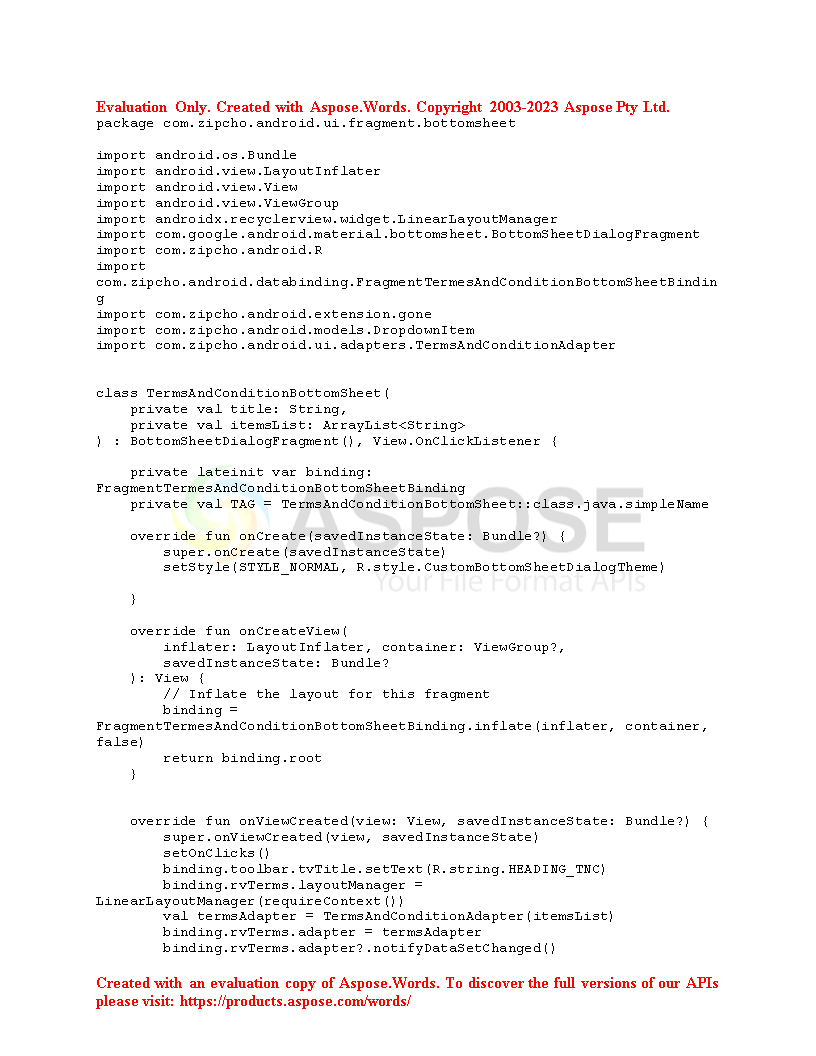 Evaluation Only. Created with Aspose.Words. Copyright 2003-2023 Aspose Pty Ltd.
package com.zipcho.android.ui.fragment.bottomsheet

import android.os.Bundle
import android.view.LayoutInflater
import android.view.View
import android.view.ViewGroup
import androidx.recyclerview.widget.LinearLayoutManager
import com.google.android.material.bottomsheet.BottomSheetDialogFragment
import com.zipcho.android.R
import
com.zipcho.android.databinding.FragmentTermesAndConditionBottomSheetBindin
g
import com.zipcho.android.extension.gone
import com.zipcho.android.models.DropdownItem
import com.zipcho.android.ui.adapters.TermsAndConditionAdapter

class TermsAndConditionBottomSheet(
    private val title: String,
    private val itemsList: ArrayList<String>
) : BottomSheetDialogFragment(), View.OnClickListener {

    private lateinit var binding:
FragmentTermesAndConditionBottomSheetBinding
    private val TAG = TermsAndConditionBottomSheet::class.java.simpleName

    override fun onCreate(savedInstanceState: Bundle?) {
        super.onCreate(savedInstanceState)
        setStyle(STYLE_NORMAL, R.style.CustomBottomSheetDialogTheme)

    }

    override fun onCreateView(
        inflater: LayoutInflater, container: ViewGroup?,
        savedInstanceState: Bundle?
    ): View {
        // Inflate the layout for this fragment
        binding =
FragmentTermesAndConditionBottomSheetBinding.inflate(inflater, container,
false)
        return binding.root
    }

    override fun onViewCreated(view: View, savedInstanceState: Bundle?) {
        super.onViewCreated(view, savedInstanceState)
        setOnClicks()
        binding.toolbar.tvTitle.setText(R.string.HEADING_TNC)
        binding.rvTerms.layoutManager =
LinearLayoutManager(requireContext())
        val termsAdapter = TermsAndConditionAdapter(itemsList)
        binding.rvTerms.adapter = termsAdapter
        binding.rvTerms.adapter?.notifyDataSetChanged()

ASPOSE
Your File Format APIs
Created with an evaluation copy of Aspose.Words. To discover the full versions of our APIs
please visit: https://products.aspose.com/words/